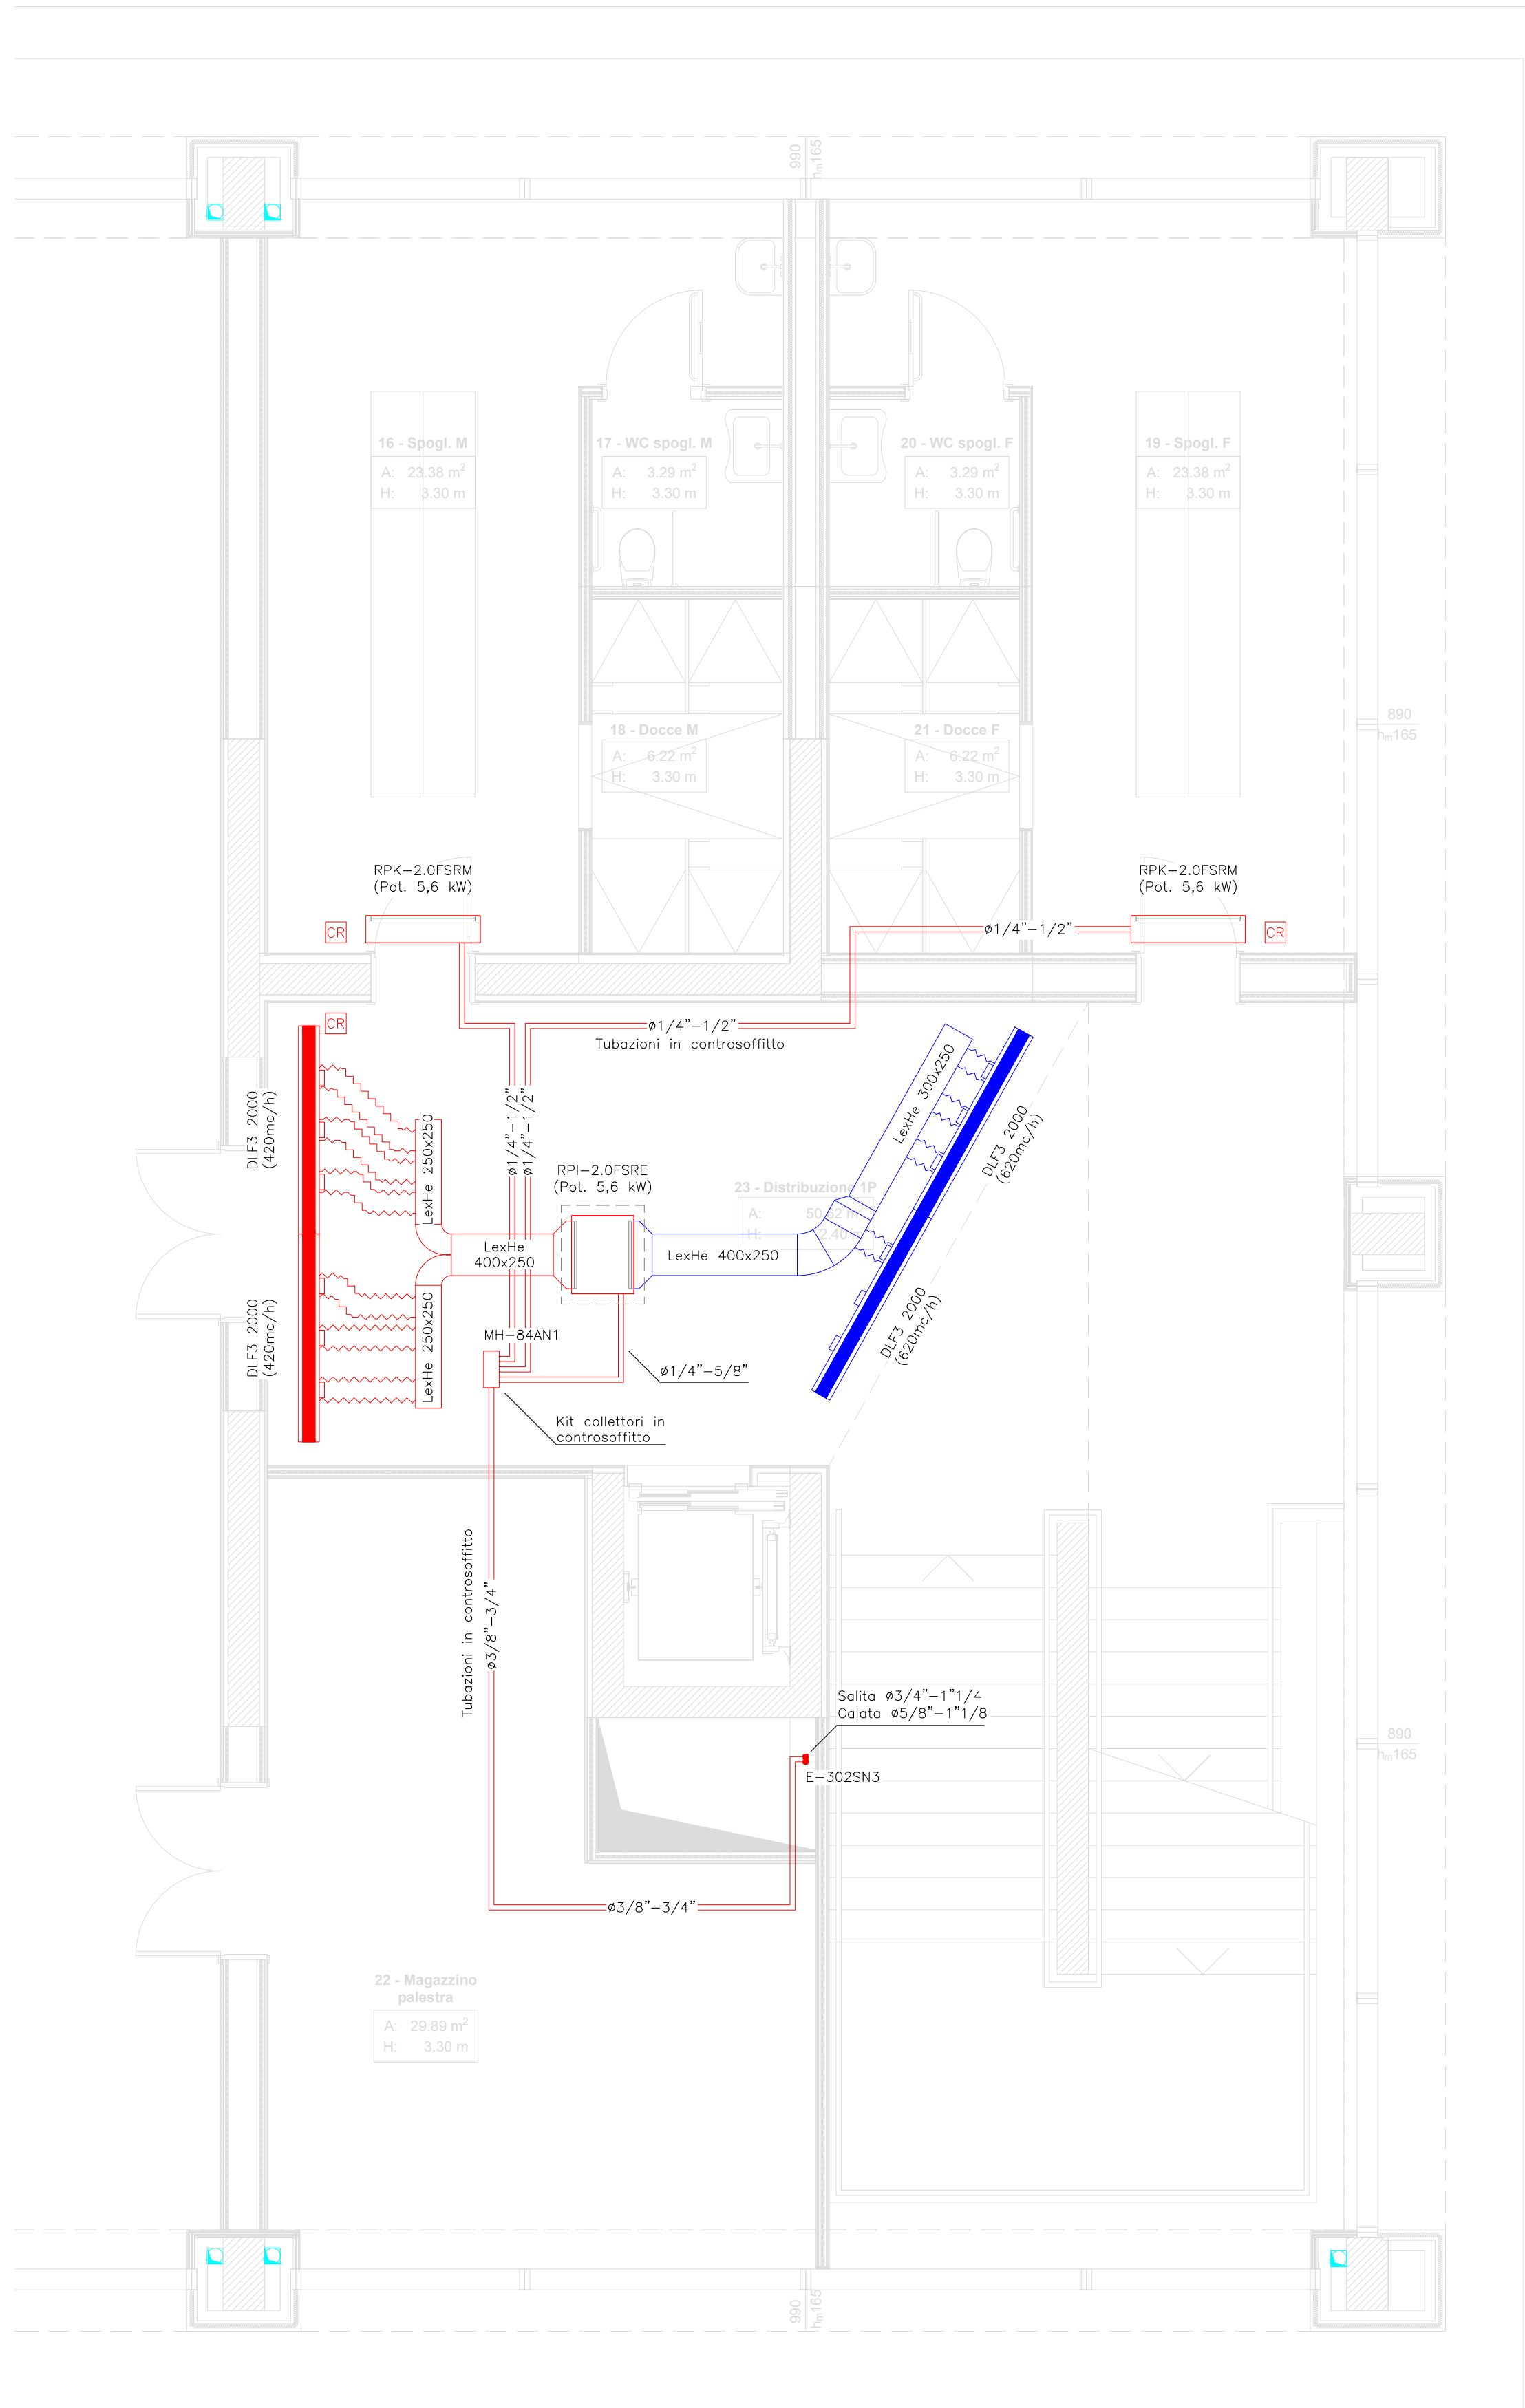 990
hm165
16 - Spogl. M
A: 23.38 m²
H: 3.30 m
17 - WC spogl. M
A: 3.29 m²
H: 3.30 m
20 - WC spogl. F
A: 3.29 m²
H: 3.30 m
19 - Spogl. F
A: 23.38 m²
H: 3.30 m
890
hm165
18 - Docce M
A: 6.22 m²
H: 3.30 m
21 - Docce F
A: 6.22 m²
H: 3.30 m
RPK-2.0FSRM
(Pot. 5,6 kW)
RPK-2.0FSRM
(Pot. 5,6 kW)
CR
ø1/4"-1/2"
CR
CR
ø1/4"-1/2"
Tubazioni in controsoffitto
DLF3 2000
(420mc/h)
LexHe 250x250
ø1/4"-1/2"
ø1/4"-1/2"
LexHe 300x250
DLF3 2000
(620mc/h)
RPI-2.0FSRE
(Pot. 5,6 kW)
23 - Distribuzione 1P
A: 50.52 m²
H: 2.40 m
LexHe
400x250
LexHe 400x250
DLF3 2000
(420mc/h)
LexHe 250x250
MH-84AN1
DLF3 2000
(620mc/h)
ø1/4"-5/8"
Kit collettori in
controsoffitto
Tubazioni in controsoffitto
ø3/8"-3/4"
Salita ø3/4"-1"1/4
Calata ø5/8"-1"1/8
E-302SN3
890
hm165
ø3/8"-3/4"
22 - Magazzino
palestra
A: 29.89 m²
H: 3.30 m
990
hm165